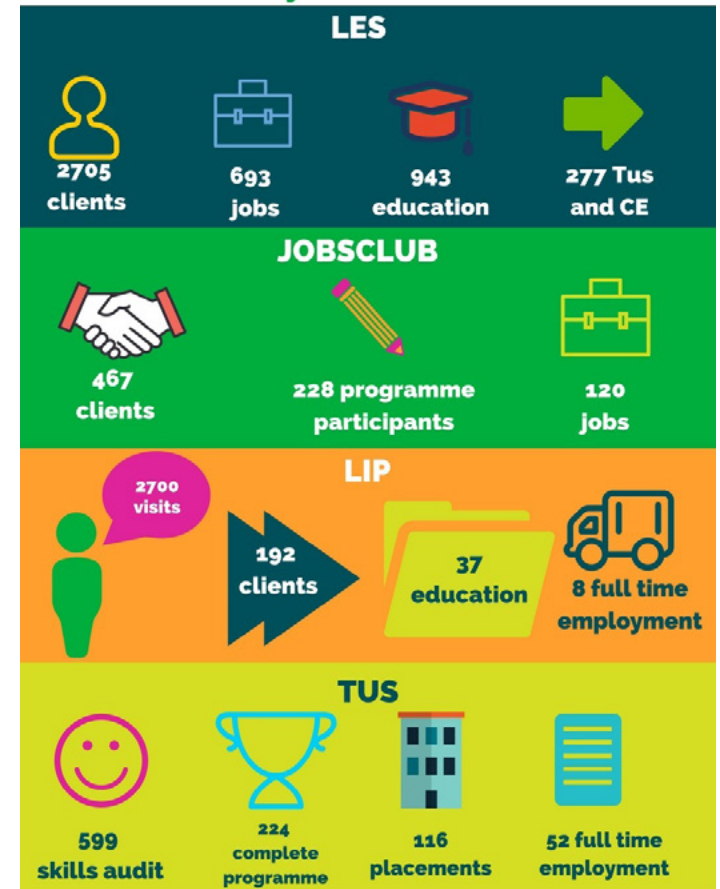 LES
2705
clients
693
jobs
943
education
277 Tus
and CE
JOBSCLUB
467
clients
228 programme
participants
120
jobs
LIP
2700
visits
192
clients
37
education
8 full time
employment
TUS
599
skills audit
224
complete
programme
116
placements
52 full time
employment